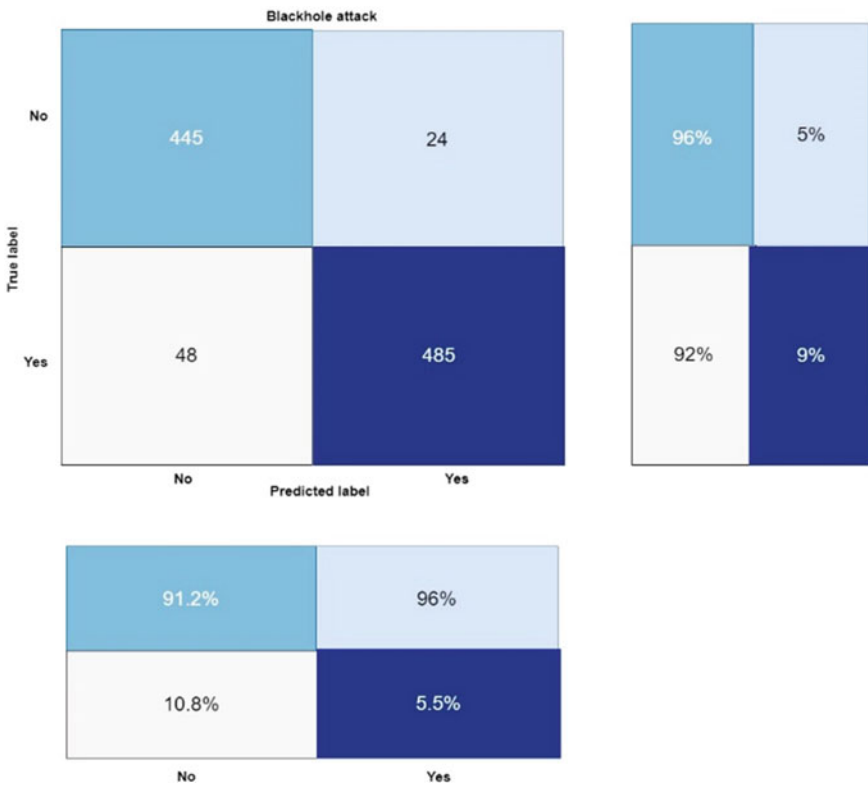 Blackhole attack
No
445
24
96%
5%
True label
Yes
48
485
92%
9%
No
Yes
Predicted label
91.2%
96%
10.8%
5.5%
No
Yes